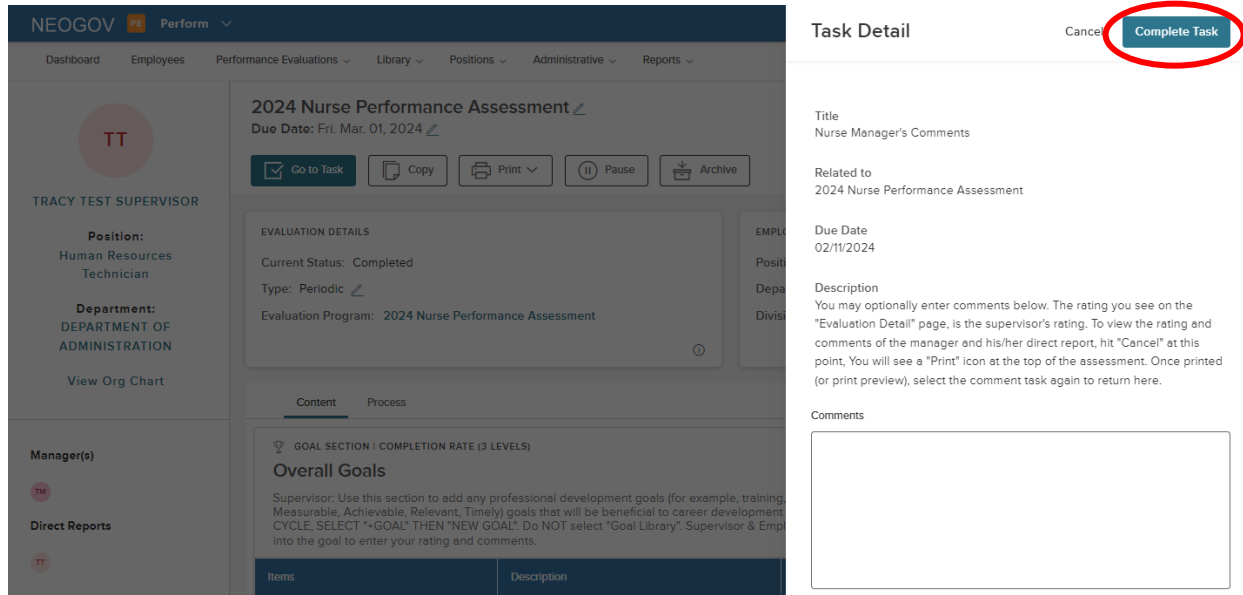 NEOGOV PE Perform
Dashboard Employees Performance Evaluations Library Positions Administrative Reports
TT
TRACY TEST SUPERVISOR
Position:
Human Resources
Technician
Department:
DEPARTMENT OF
ADMINISTRATION
View Org Chart
Manager(s)
TM
Direct Reports
TT
2024 Nurse Performance Assessment
Due Date: Fri. Mar. 01, 2024
Go to Task Copy Print Pause Archive
EVALUATION DETAILS
Current Status: Completed
Type: Periodic
Evaluation Program: 2024 Nurse Performance Assessment
EMPLO
Positi
Depa
Divisi
Content Process
GOAL SECTION | COMPLETION RATE (3 LEVELS)
Overall Goals
Supervisor: Use this section to add any professional development goals (for example, training,
Measurable, Achievable, Relevant, Timely) goals that will be beneficial to career development
CYCLE, SELECT "+GOAL" THEN "NEW GOAL". Do NOT select "Goal Library". Supervisor & Empl
into the goal to enter your rating and comments.
Items Description
Task Detail
Cancel Complete Task
Title
Nurse Manager's Comments
Related to
2024 Nurse Performance Assessment
Due Date
02/11/2024
Description
You may optionally enter comments below. The rating you see on the
"Evaluation Detail" page, is the supervisor's rating. To view the rating and
comments of the manager and his/her direct report, hit "Cancel" at this
point, You will see a "Print" icon at the top of the assessment. Once printed
(or print preview), select the comment task again to return here.
Comments